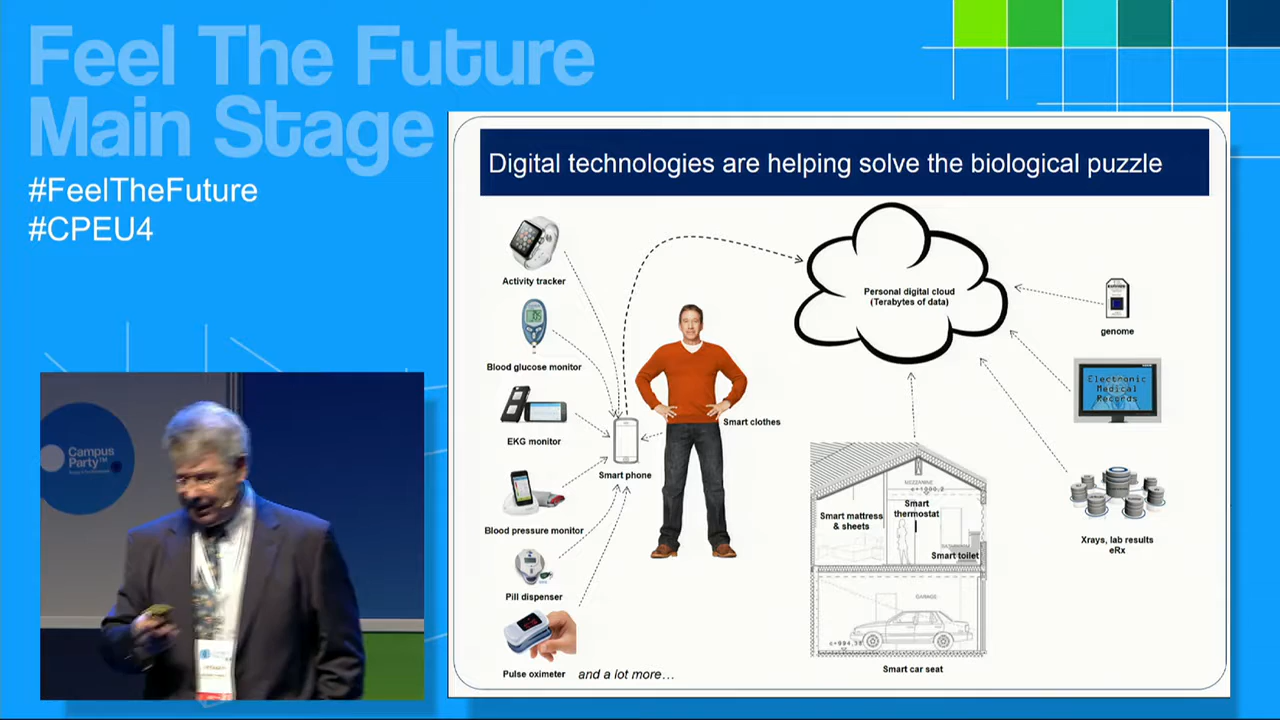 Feel The Future
Main Stage
#FeelTheFuture
#CPEU4
Campus
Party™
Digital technologies are helping solve the biological puzzle
Activity tracker
Blood glucose monitor
EKG monitor
Blood pressure monitor
Pill dispenser
Pulse oximeter
and a lot more…
Smart phone
Smart clothes
Personal digital cloud
(Terabytes of data)
genome
Electronic
Medical
Records
Xrays, lab results
eRx
MEZZANINE
Smart mattress
& sheets
Smart
thermostat
Smart toilet
GARAGE
Smart car seat